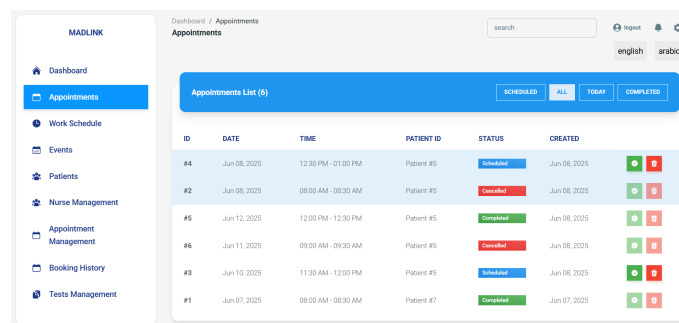 MADLINK
Dashboard
Appointments
Work Schedule
Events
Patients
Nurse Management
Appointment
Management
Booking History
Tests Management
Dashboard / Appointments
Appointments
search
logout
english arabic
Appointments List (6)
SCHEDULED ALL TODAY COMPLETED
ID DATE TIME PATIENT ID STATUS CREATED
#4 Jun 08, 2025 12:30 PM - 01:00 PM Patient #5 Scheduled Jun 08, 2025
#2 Jun 08, 2025 08:00 AM - 08:30 AM Patient #5 Cancelled Jun 08, 2025
#5 Jun 12, 2025 12:00 PM - 12:30 PM Patient #5 Completed Jun 08, 2025
#6 Jun 11, 2025 09:00 AM - 09:30 AM Patient #5 Cancelled Jun 08, 2025
#3 Jun 10, 2025 11:30 AM - 12:00 PM Patient #5 Scheduled Jun 08, 2025
#1 Jun 07, 2025 08:00 AM - 08:30 AM Patient #7 Completed Jun 07, 2025